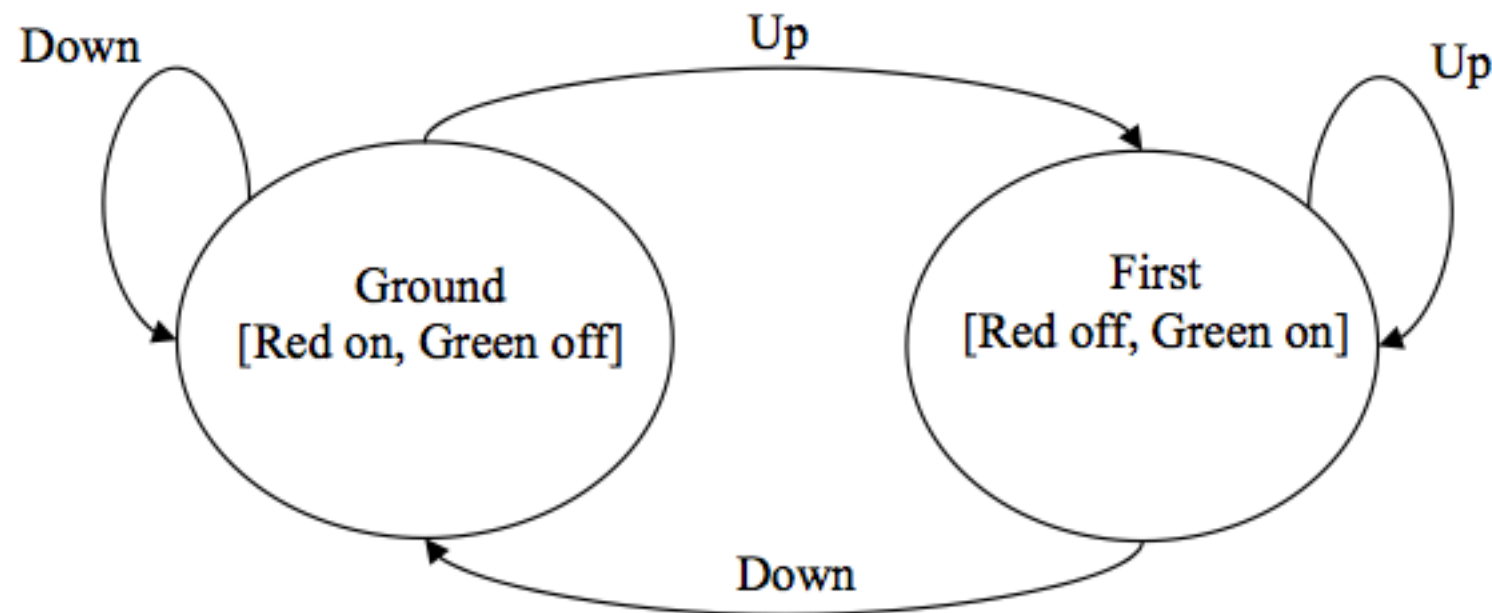 Down
Up
Up
Ground
[Red on, Green off]
First
[Red off, Green on]
Down